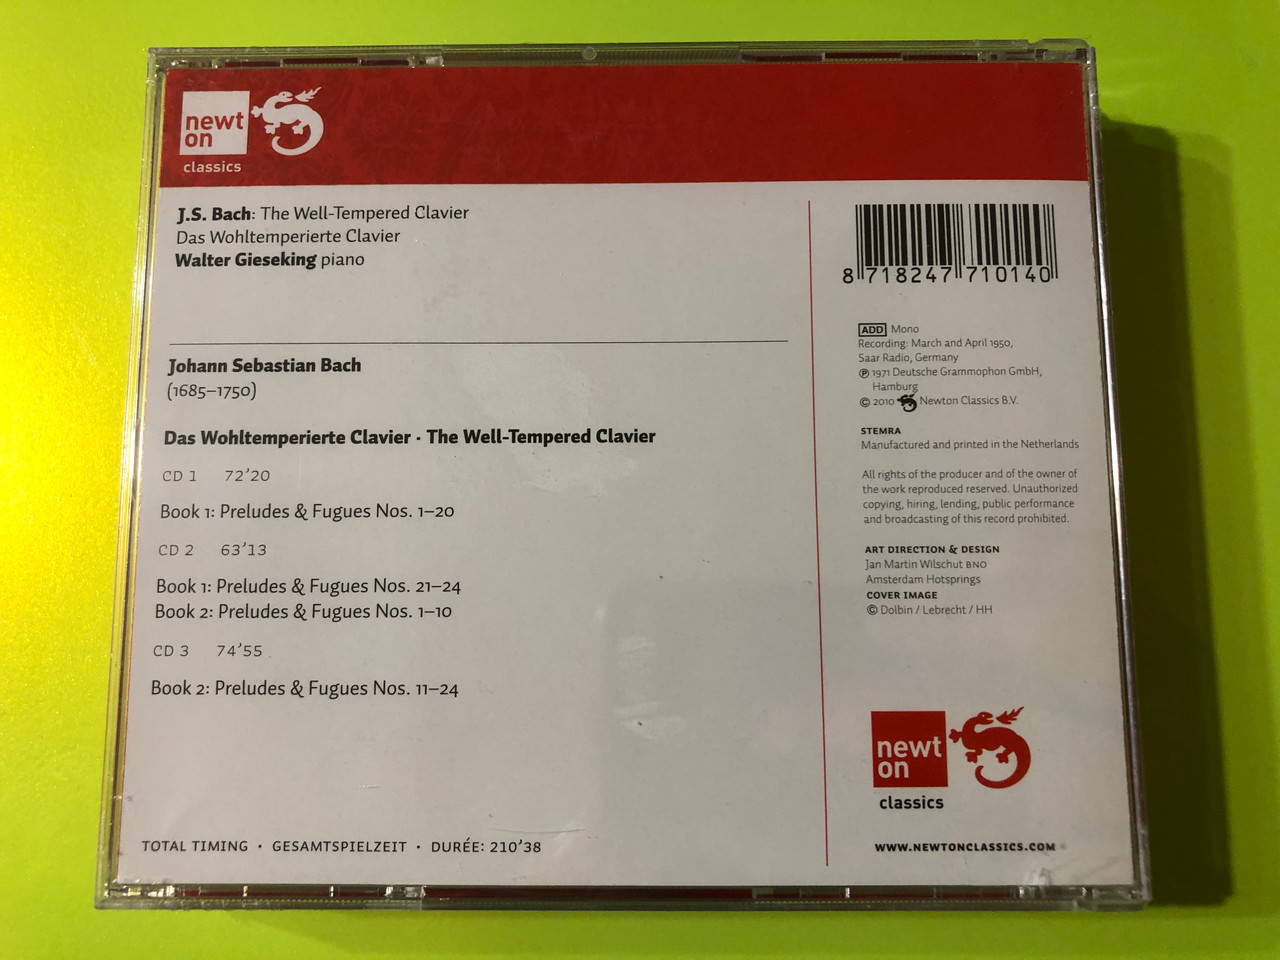 newt
on
classics
J.S. Bach: The Well-Tempered Clavier
Das Wohltemperierte Clavier
Walter Gieseking piano
Johann Sebastian Bach
(1685–1750)
Das Wohltemperierte Clavier · The Well-Tempered Clavier
CD 1 72’20
Book 1: Preludes & Fugues Nos. 1–20
CD 2 63’13
Book 1: Preludes & Fugues Nos. 21–24
Book 2: Preludes & Fugues Nos. 1–10
CD 3 74’55
Book 2: Preludes & Fugues Nos. 11–24
TOTAL TIMING · GESAMTSPIELZEIT · DURÉE: 210’38
8 718247 710140
ADD Mono
Recording: March and April 1950,
Saar Radio, Germany
℗ 1971 Deutsche Grammophon GmbH,
Hamburg
© 2010 Newton Classics B.V.
STEMRA
Manufactured and printed in the Netherlands
All rights of the producer and of the owner of
the work reproduced reserved. Unauthorized
copying, hiring, lending, public performance
and broadcasting of this record prohibited.
ART DIRECTION & DESIGN
Jan Martin Wilschut BNO
Amsterdam Hotsprings
COVER IMAGE
© Dolbin / Lebrecht / HH
newt
on
classics
WWW.NEWTONCLASSICS.COM